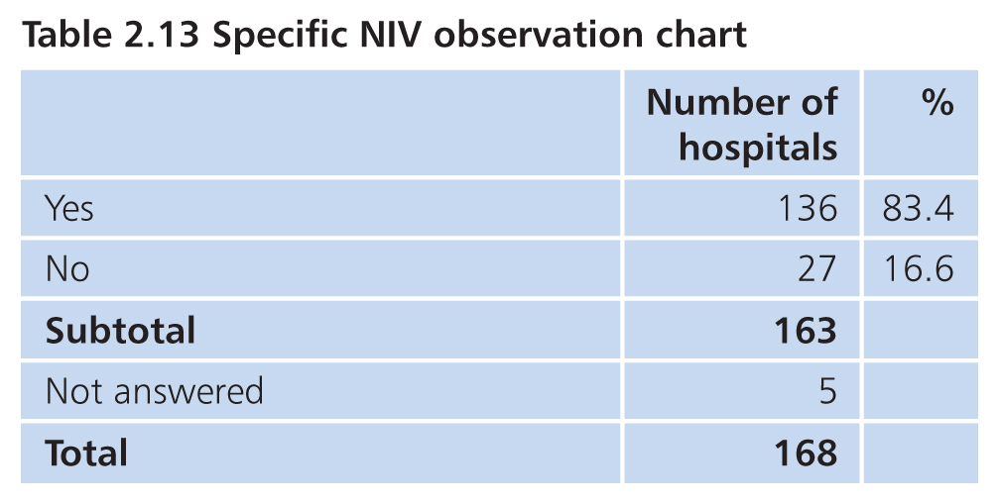 Table 2.13 Specific NIV observation chart
Number of hospitals %
Yes 136 83.4
No 27 16.6
Subtotal 163
Not answered 5
Total 168